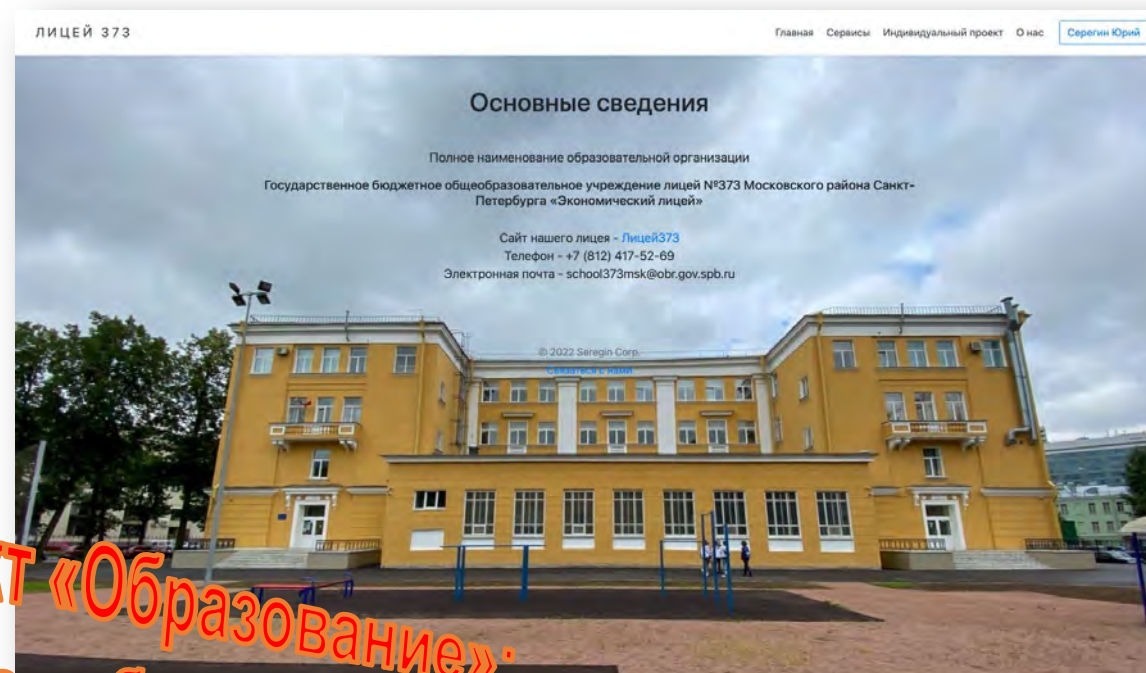 ЛИЦЕЙ 373
Главная Сервисы Индивидуальный проект О нас Серегин Юрий
Основные сведения
Полное наименование образовательной организации
Государственное бюджетное общеобразовательное учреждение лицей №373 Московского района Санкт-
Петербурга «Экономический лицей»
Сайт нашего лицея - Лицей373
Телефон - +7 (812) 417-52-69
Электронная почта - school373msk@obr.gov.spb.ru
© 2022 Seregin Corp.
Связаться с нами
«Образование»: